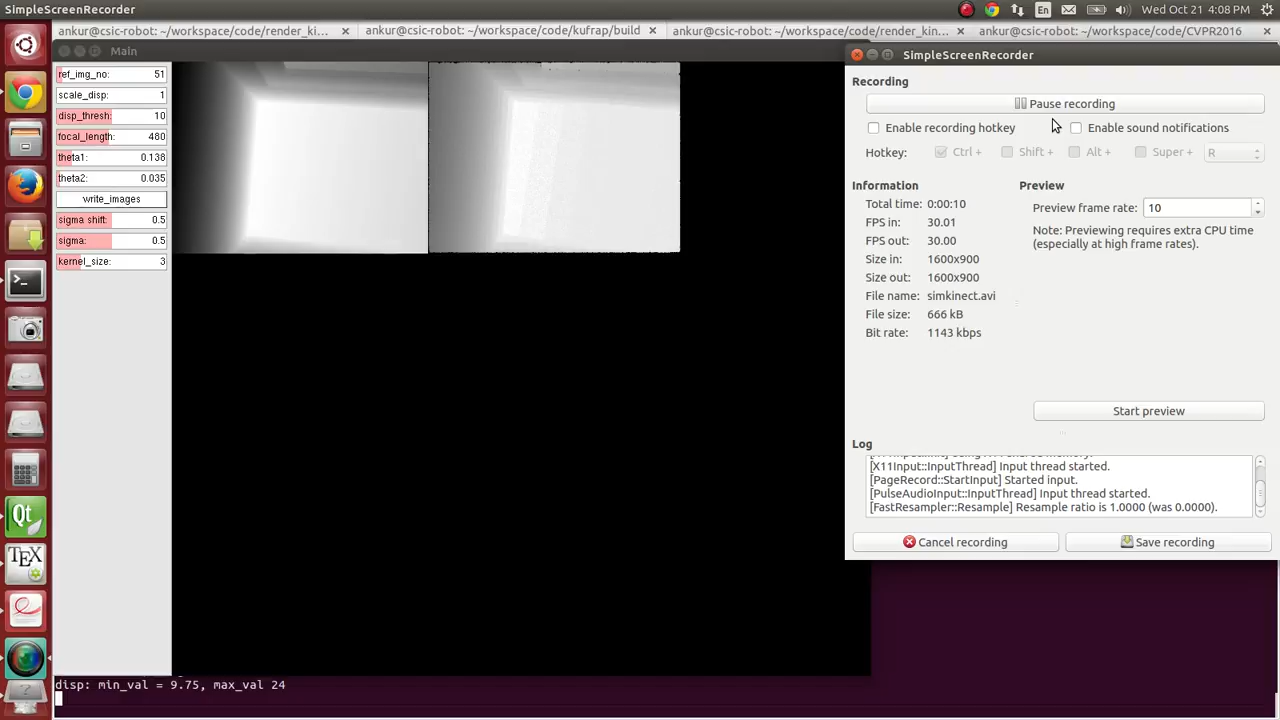 SimpleScreenRecorder
En
Wed Oct 21 4:08 PM
ankur@csic-robot: ~/workspace/code/render_ki...
ankur@csic-robot: ~/workspace/code/kufrap/build
ankur@csic-robot: ~/workspace/code/render_kin...
ankur@csic-robot: ~/workspace/code/CVPR2016
Main
ref_img_no: 51
scale_disp: 1
disp_thresh: 10
focal_length: 480
theta1: 0.138
theta2: 0.035
write_images
sigma shift: 0.5
sigma: 0.5
kernel_size: 3
SimpleScreenRecorder
Recording
Pause recording
Enable recording hotkey
Enable sound notifications
Hotkey: Ctrl + Shift + Alt + Super + R
Information
Total time: 0:00:10
FPS in: 30.01
FPS out: 30.00
Size in: 1600x900
Size out: 1600x900
File name: simkinect.avi
File size: 666 kB
Bit rate: 1143 kbps
Preview
Preview frame rate: 10
Note: Previewing requires extra CPU time
(especially at high frame rates).
Start preview
Log
[X11Input::InputThread] Input thread started.
[PageRecord::StartInput] Started input.
[PulseAudioInput::InputThread] Input thread started.
[FastResampler::Resample] Resample ratio is 1.0000 (was 0.0000).
Cancel recording
Save recording
Qt
TEX
disp: min_val = 9.75, max_val 24